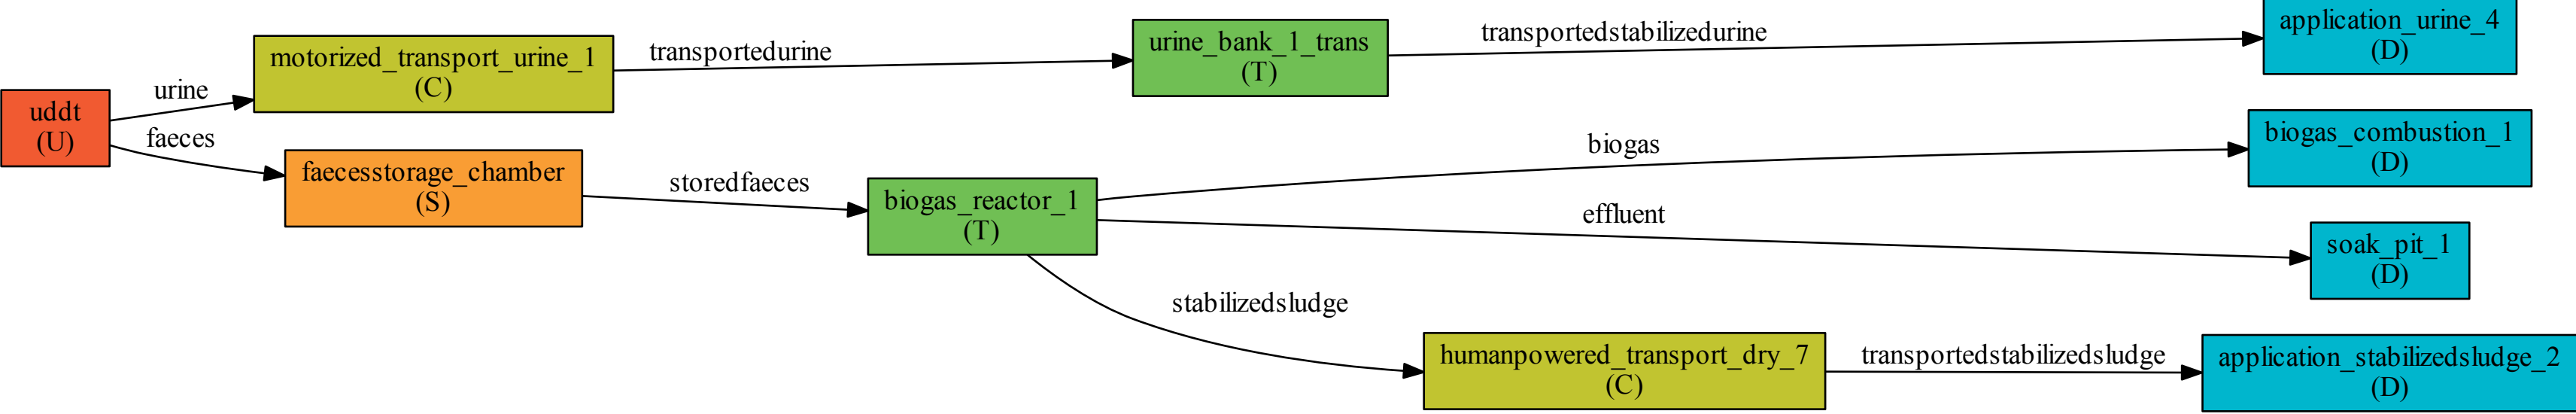 uddt
(U)
urine
faeces
motorized_transport_urine_1
(C)
transportedurine
urine_bank_1_trans
(T)
transportedstabilizedurine
application_urine_4
(D)
faecesstorage_chamber
(S)
storedfaeces
biogas_reactor_1
(T)
biogas
biogas_combustion_1
(D)
effluent
soak_pit_1
(D)
stabilizedsludge
humanpowered_transport_dry_7
(C)
transportedstabilizedsludge
application_stabilizedsludge_2
(D)